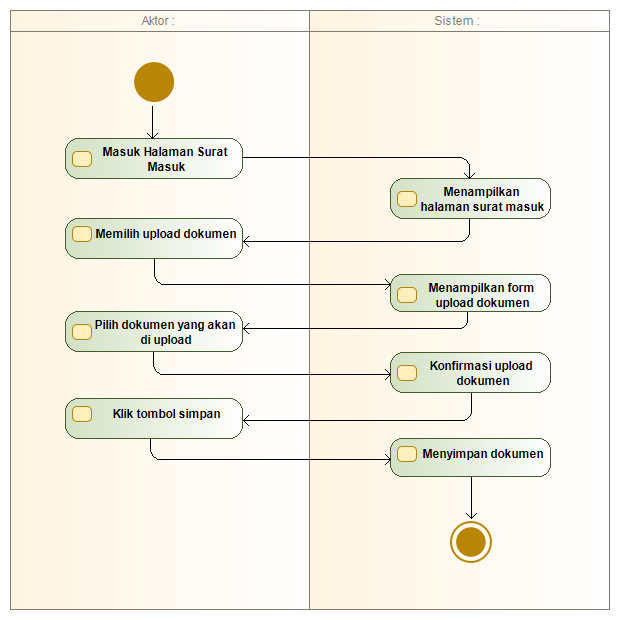 Aktor :
Sistem :
Masuk Halaman Surat
Masuk
Menampilkan
halaman surat masuk
Memilih upload dokumen
Menampilkan form
upload dokumen
Pilih dokumen yang akan
di upload
Konfirmasi upload
dokumen
Klik tombol simpan
Menyimpan dokumen